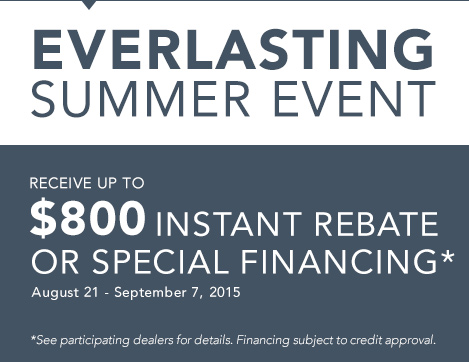 EVERLASTING
SUMMER EVENT
RECEIVE UP TO
$800 INSTANT REBATE
OR SPECIAL FINANCING*
August 21 - September 7, 2015
*See participating dealers for details. Financing subject to credit approval.